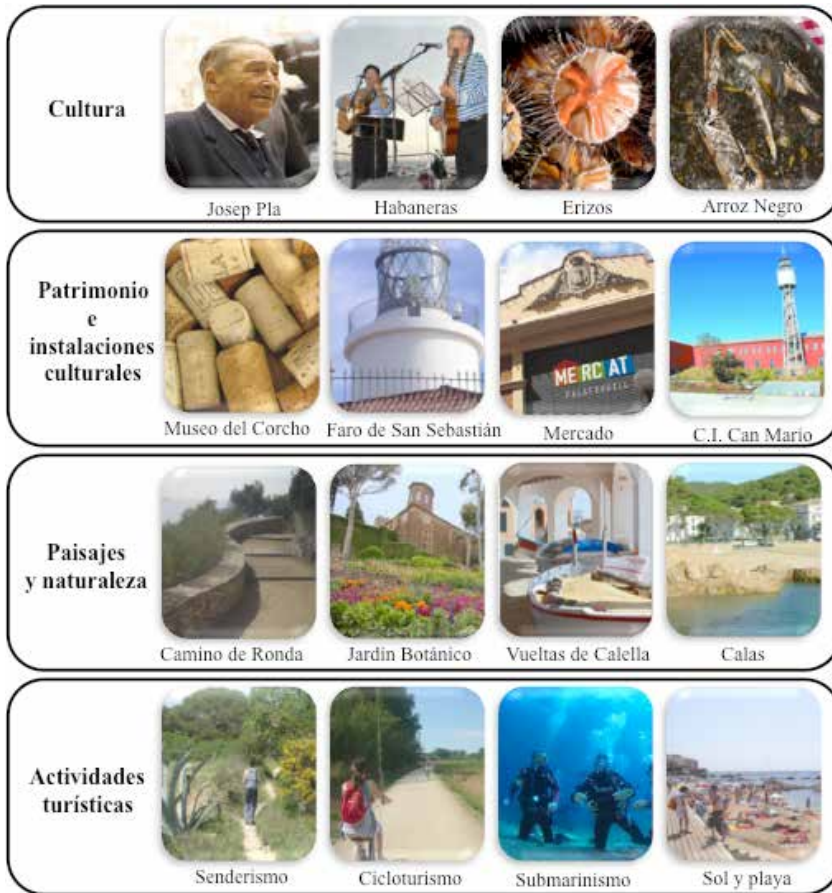 Cultura
Josep Pla
Habaneras
Erizos
Arroz Negro
Patrimonio
e
instalaciones
culturales
MERCAT
PALAFRUGELL
Museo del Corcho
Faro de San Sebastián
Mercado
C.I. Can Mario
Paisajes
y naturaleza
Camino de Ronda
Jardín Botánico
Vueltas de Calella
Calas
Actividades
turísticas
Senderismo
Cicloturismo
Submarinismo
Sol y playa